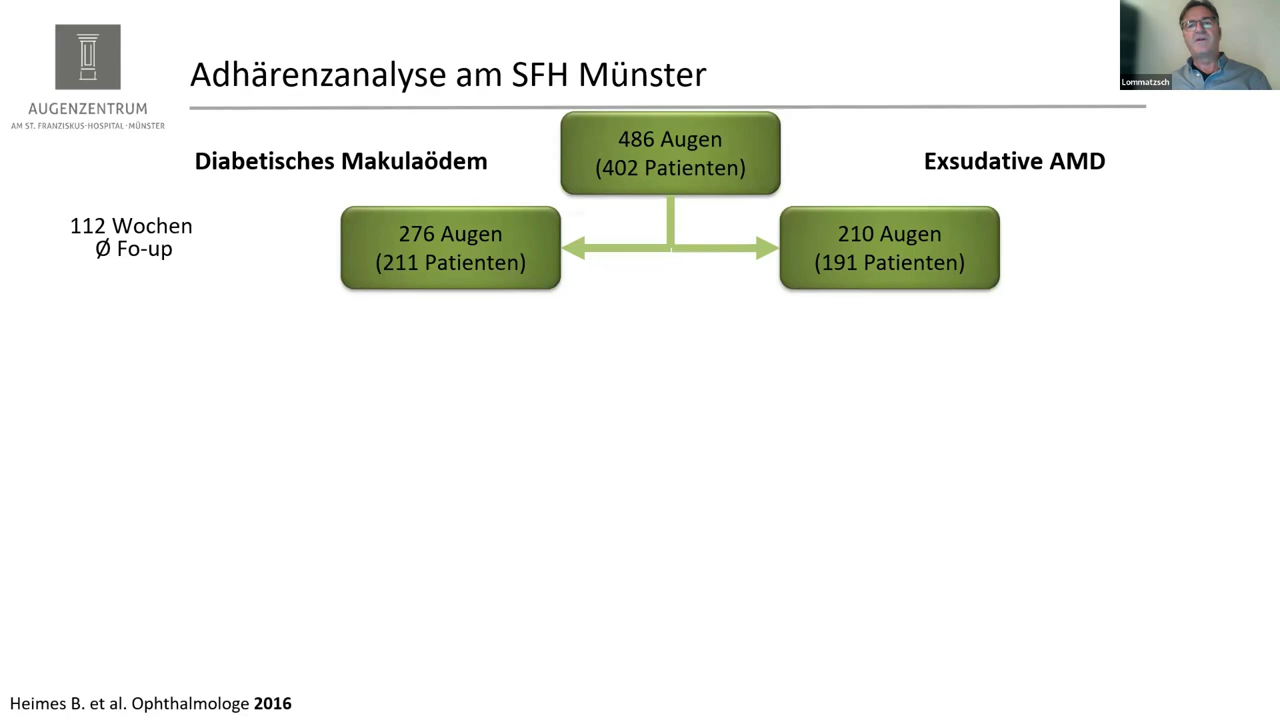 Adhärenzanalyse am SFH Münster
Lommatzsch
AUGENZENTRUM
AM ST. FRANZISKUS-HOSPITAL·MÜNSTER
486 Augen
(402 Patienten)
Diabetisches Makulaödem
Exsudative AMD
112 Wochen
Ø Fo-up
276 Augen
(211 Patienten)
210 Augen
(191 Patienten)
Heimes B. et al. Ophthalmologe 2016